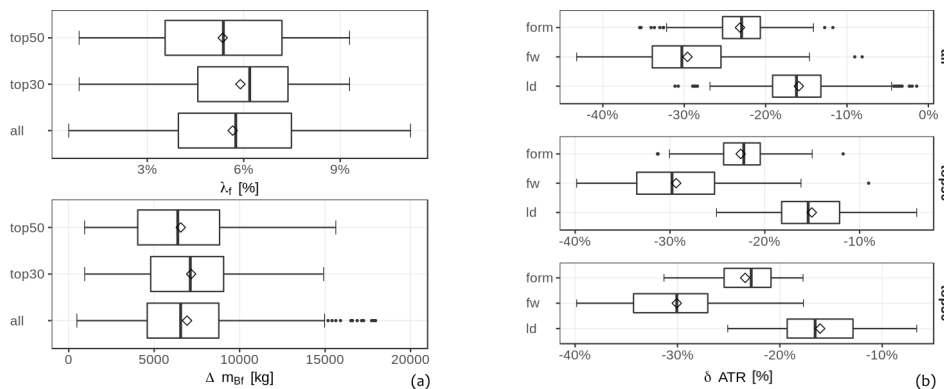 top50
top30
all
3%
6%
9%
λf [%]
top50
top30
all
0
5000
10000
15000
20000
Δ mBf [kg]
(a)
form
fw
ld
-40%
-30%
-20%
-10%
0%
form
fw
ld
-40%
-30%
-20%
-10%
form
fw
ld
-40%
-30%
-20%
-10%
δ ATR [%]
(b)